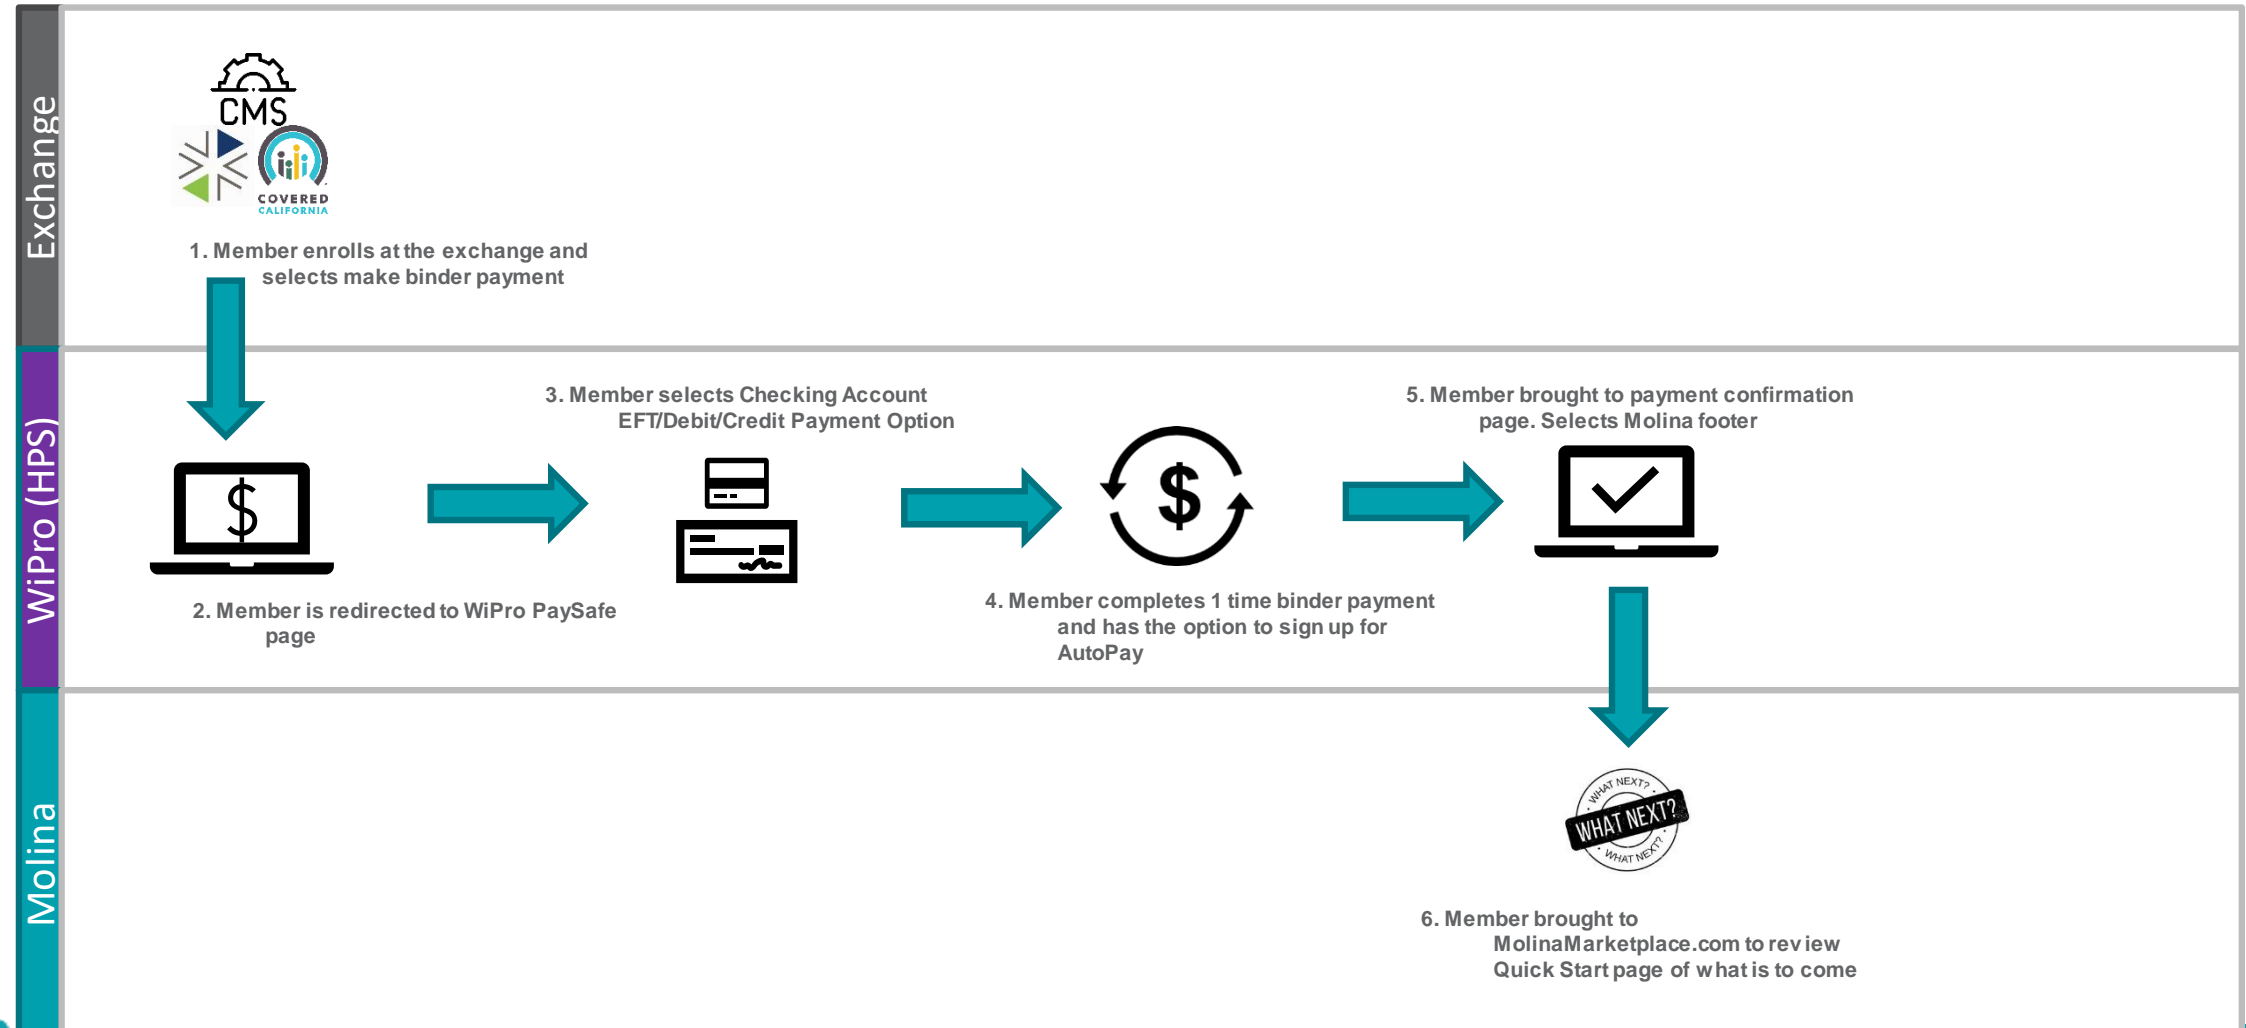 Exchange
CMS
COVERED
CALIFORNIA
1. Member enrolls at the exchange and
selects make binder payment
WiPro (HPS)
$
2. Member is redirected to WiPro PaySafe
page
3. Member selects Checking Account
EFT/Debit/Credit Payment Option
$
4. Member completes 1 time binder payment
and has the option to sign up for
AutoPay
5. Member brought to payment confirmation
page. Selects Molina footer
Molina
WHAT NEXT?
WHAT NEXT?
WHAT NEXT?
6. Member brought to
MolinaMarketplace.com to review
Quick Start page of what is to come